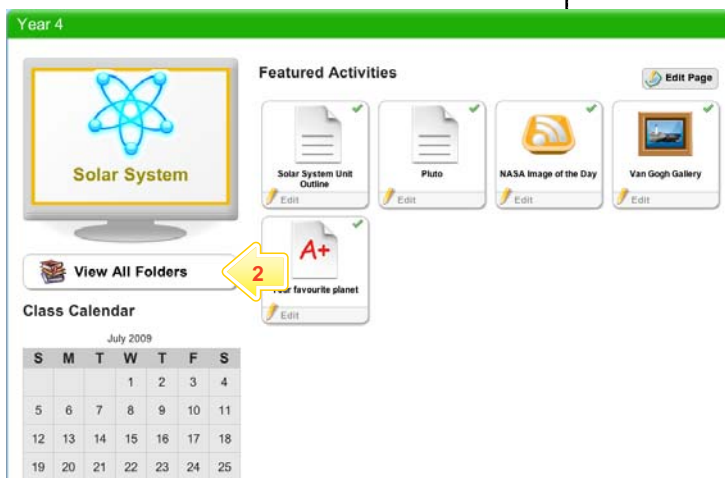 Year 4
Solar System
Featured Activities
Edit Page
Solar System Unit
Outline
Edit
Pluto
Edit
NASA Image of the Day
Edit
Van Gogh Gallery
Edit
View All Folders
2
A+
favourite planet
Edit
Class Calendar
July 2009
S M T W T F S
1 2 3 4
5 6 7 8 9 10 11
12 13 14 15 16 17 18
19 20 21 22 23 24 25